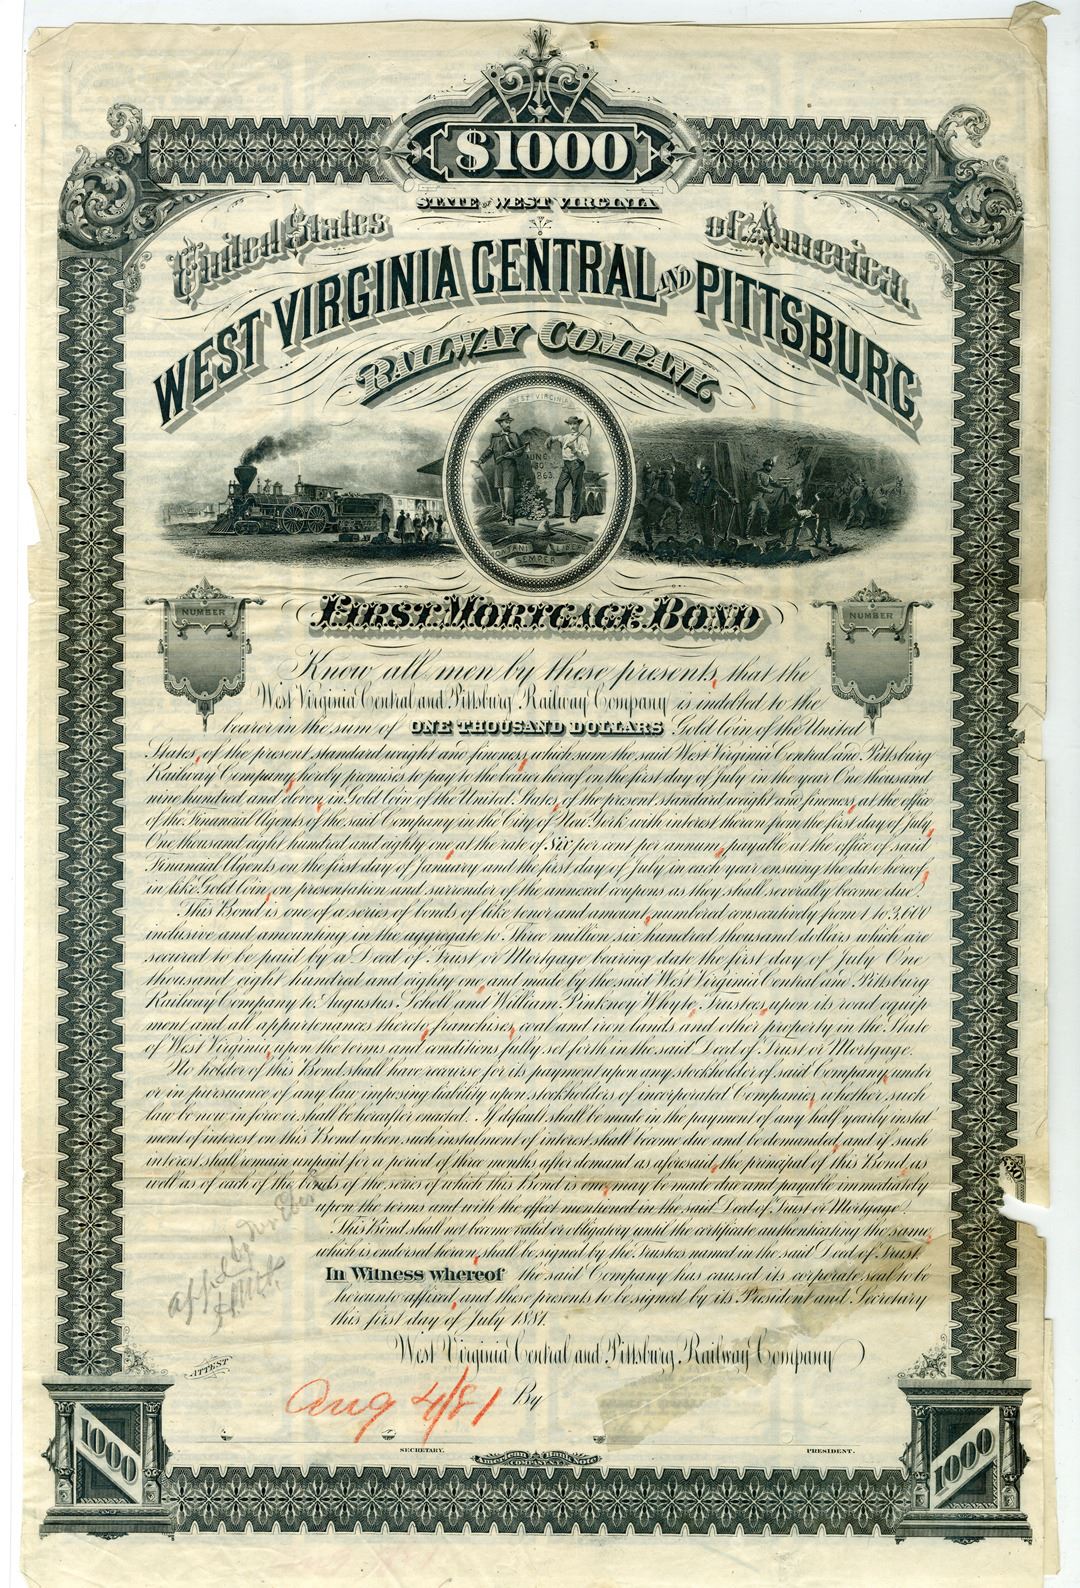 $1000
STATE OF WEST VIRGINIA
United States of America
WEST VIRGINIA CENTRAL AND PITTSBURG
RAILWAY COMPANY
WEST VIRGINIA
JUNE
20
1863
MONTANI LIBERI
SEMPER
NUMBER
NUMBER
FIRST MORTGAGE BOND
Know all men by these presents, that the
West Virginia Central and Pittsburg Railway Company is indebted to the
bearer in the sum of ONE THOUSAND DOLLARS Gold Coin of the United
States, of the present standard weight and fineness, which sum the said West Virginia Central and Pittsburg
Railway Company, hereby promises to pay to the bearer hereof on the first day of July in the year One thousand
nine hundred and eleven, in Gold Coin of the United States, of the present standard weight and fineness, at the office
of the Financial Agents of the said Company in the City of New York with interest thereon from the first day of July,
One thousand eight hundred and eighty one, at the rate of Six per cent per annum, payable at the office of said
Financial Agents on the first day of January and the first day of July, in each year ensuing the date hereof,
in like Gold Coin, on presentation and surrender of the annexed coupons as they shall severally become due.
This Bond is one of a series of bonds of like tenor and amount, numbered consecutively from 1 to 3,600
inclusive and amounting in the aggregate to Three million six hundred thousand dollars which are
secured to be paid by a Deed of Trust or Mortgage bearing date the first day of July One
thousand eight hundred and eighty one, and made by the said West Virginia Central and Pittsburg
Railway Company to Augustus Schell and William Pinkney Whyte, Trustees, upon its road equip
ment and all appurtenances thereto, franchises, coal and iron lands and other property in the State
of West Virginia, upon the terms and conditions fully set forth in the said Deed of Trust or Mortgage.
No holder of this Bond shall have recourse for its payment upon any stockholder of said Company, under
or in pursuance of any law imposing liability upon stockholders of incorporated Companies, whether such
law be now in force or shall be hereafter enacted. If default shall be made in the payment of any half yearly instal
ment of interest on this Bond when such instalment of interest shall become due and be demanded, and if such
interest shall remain unpaid for a period of three months after demand as aforesaid, the principal of this Bond, as
well as of each of the bonds of the series of which this Bond is one, may be made due and payable immediately
upon the terms and with the effect mentioned in the said Deed of Trust or Mortgage.
This Bond shall not become valid or obligatory until the certificate authenticating the same,
which is endorsed hereon, shall be signed by the Trustees named in the said Deed of Trust.
In Witness whereof the said Company has caused its corporate seal to be
hereunto affixed, and these presents to be signed by its President and Secretary
this first day of July 1881.
West Virginia Central and Pittsburg Railway Company
ATTEST
Aug 4/81
By
SECRETARY.
PRESIDENT.
American Bank Note
COMPANY, N.Y.
1000
1000